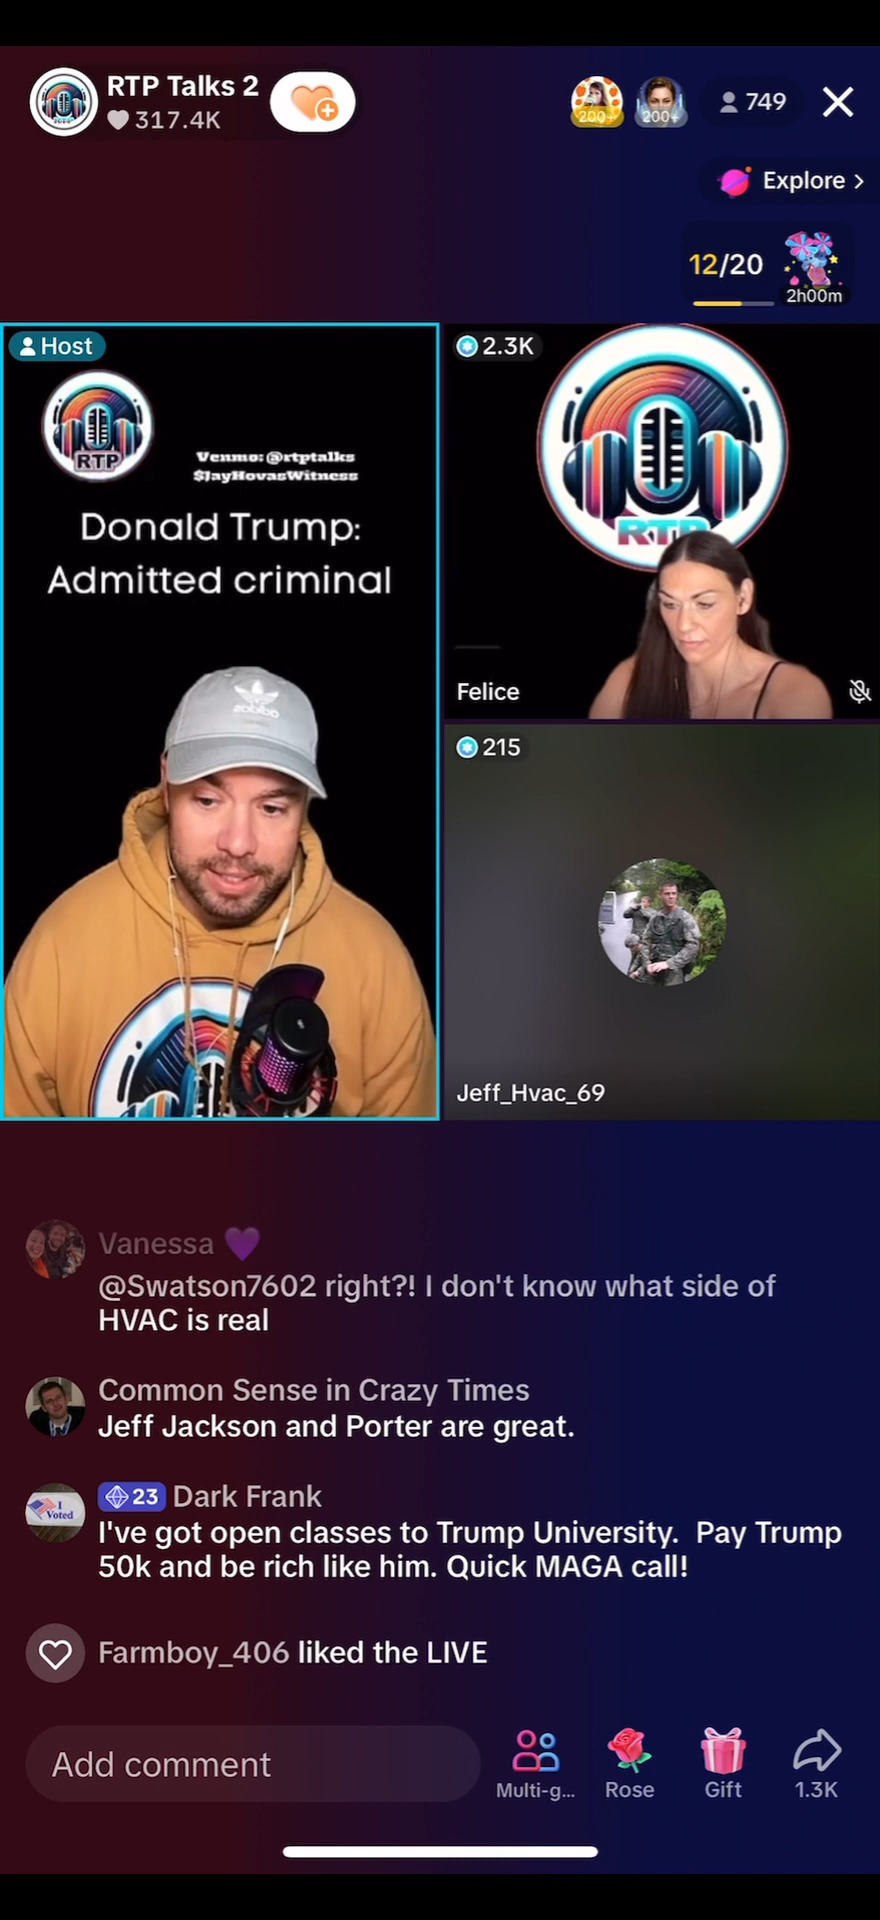 RTP Talks 2
317.4K
200+
200+
749
Explore >
12/20
2h00m
Host
RTP
Venmo: @rtptalks
$JayHovasWitness
Donald Trump:
Admitted criminal
2.3K
RTP
Felice
215
Jeff_Hvac_69
Vanessa 💜
@Swatson7602 right?! I don't know what side of
HVAC is real
Common Sense in Crazy Times
Jeff Jackson and Porter are great.
I Voted
23 Dark Frank
I've got open classes to Trump University.  Pay Trump
50k and be rich like him. Quick MAGA call!
Farmboy_406 liked the LIVE
Add comment
Multi-g...
Rose
Gift
1.3K